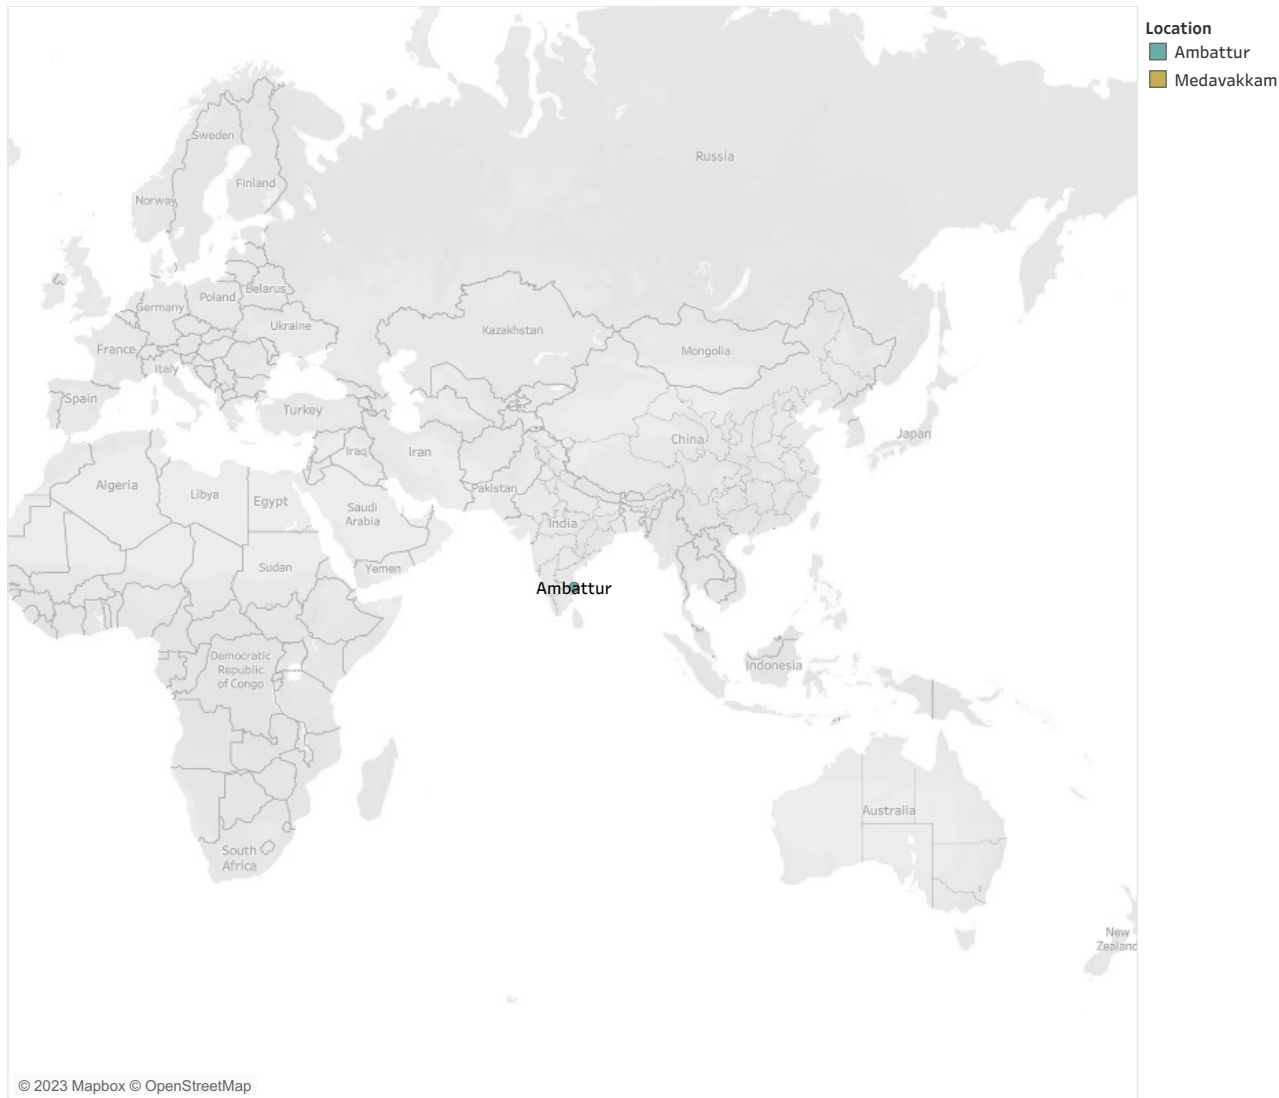 Location
Ambattur
Medavakkam
Sweden
Russia
Finland
Norway
Belarus
Poland
Germany
Ukraine
Kazakhstan
France
Mongolia
Italy
Spain
Turkey
Japan
China
Iraq
Iran
Algeria
Pakistan
Libya
Egypt
Saudi
Arabia
India
Sudan
Yemen
Ambattur
Democratic
Republic
of Congo
Indonesia
Australia
South
Africa
New
Zealand
© 2023 Mapbox © OpenStreetMap